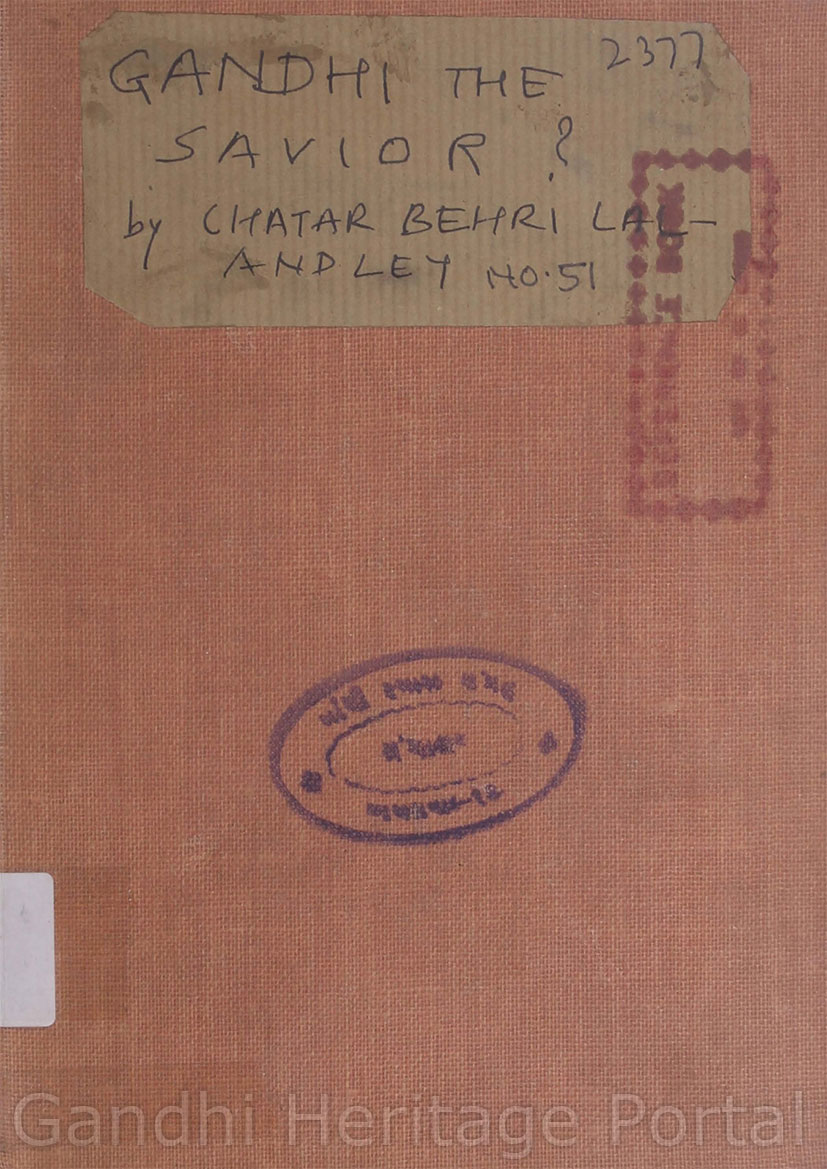 GANDHI THE 2377
SAVIOR ?
by CHATAR BEHRI LAL-
ANDLEY NO.51
Gandhi Heritage Portal